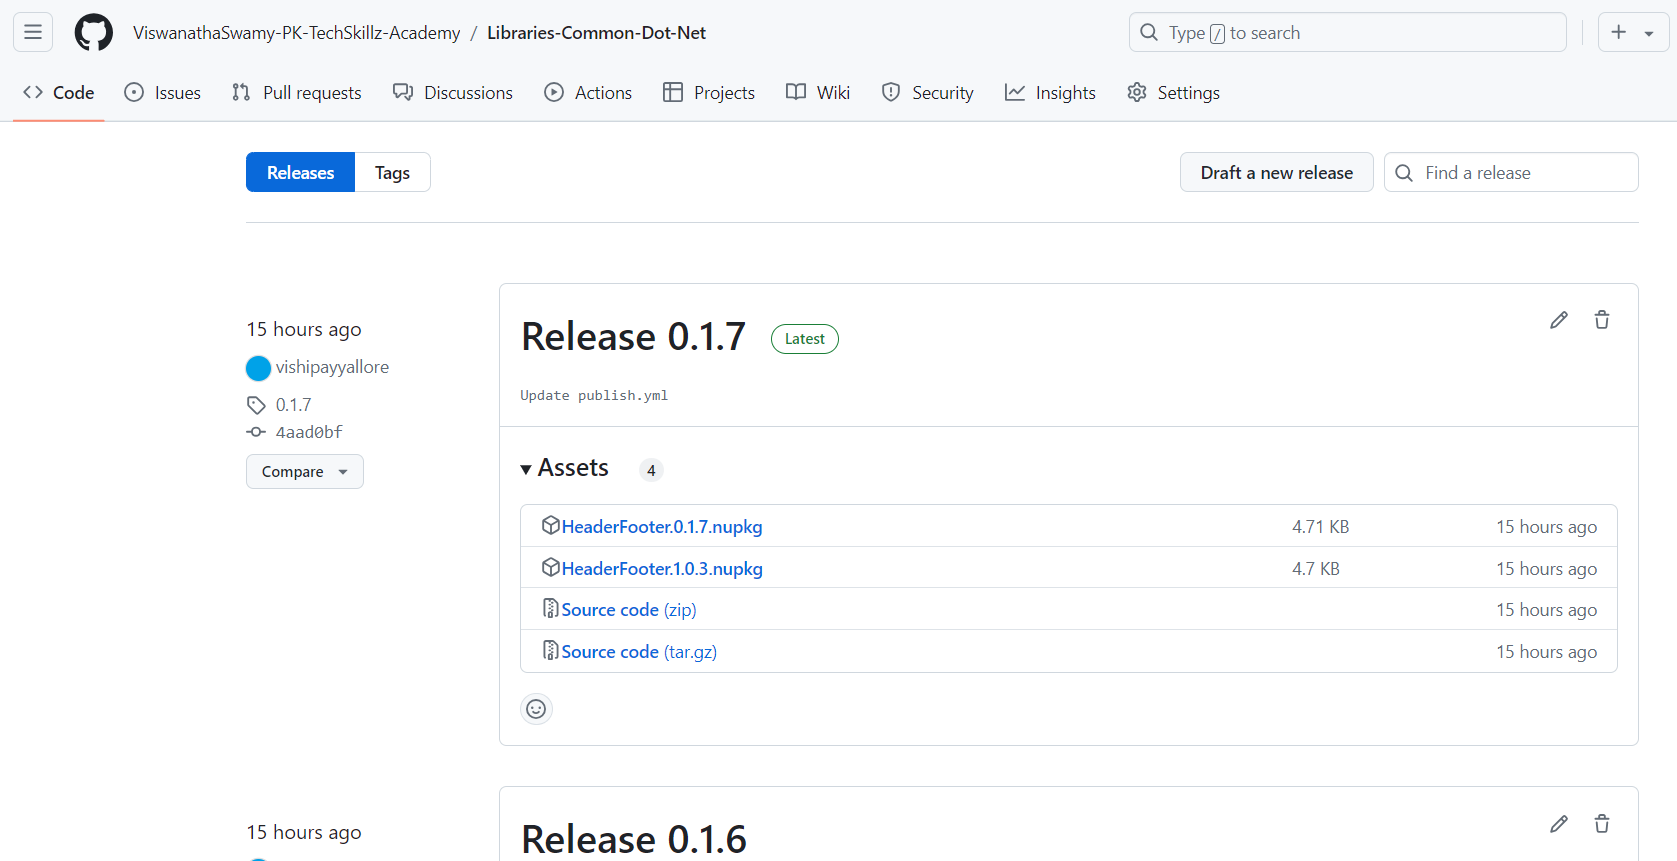 ViswanathaSwamy-PK-TechSkillz-Academy / Libraries-Common-Dot-Net
Type / to search
Code Issues Pull requests Discussions Actions Projects Wiki Security Insights Settings
Releases Tags
Draft a new release
Find a release
15 hours ago
vishipayyallore
0.1.7
4aad0bf
Compare
Release 0.1.7 Latest
Update publish.yml
Assets 4
HeaderFooter.0.1.7.nupkg 4.71 KB 15 hours ago
HeaderFooter.1.0.3.nupkg 4.7 KB 15 hours ago
Source code (zip) 15 hours ago
Source code (tar.gz) 15 hours ago
15 hours ago
Release 0.1.6